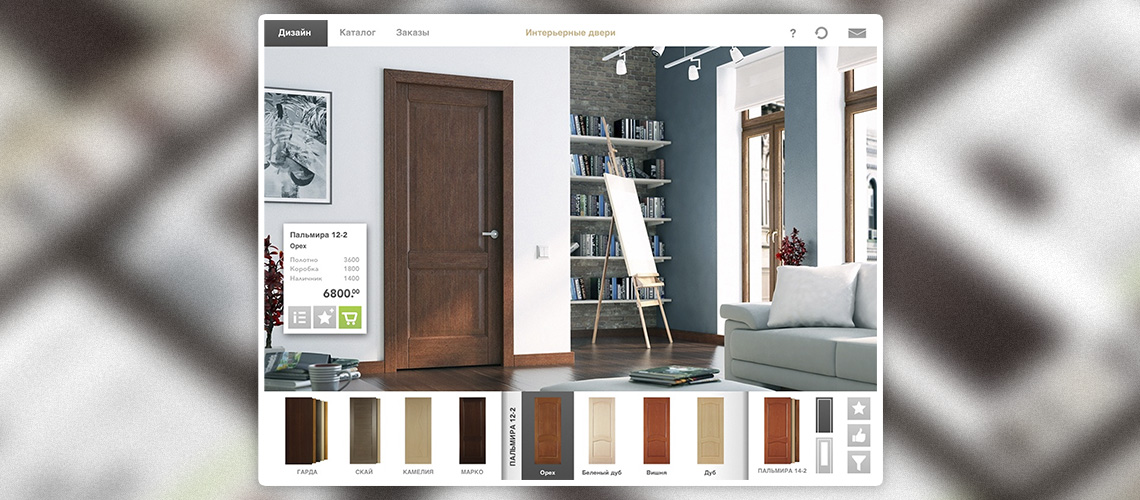 Дизайн
Каталог
Заказы
Интерьерные двери
?
Пальмира 12-2
Орех
Полотно 3600
Коробка 1800
Наличник 1400
6800.00
ГАРДА
СКАЙ
КАМЕЛИЯ
МАРКО
ПАЛЬМИРА 12-2
Орех
Беленый дуб
Вишня
Дуб
ПАЛЬМИРА 14-2